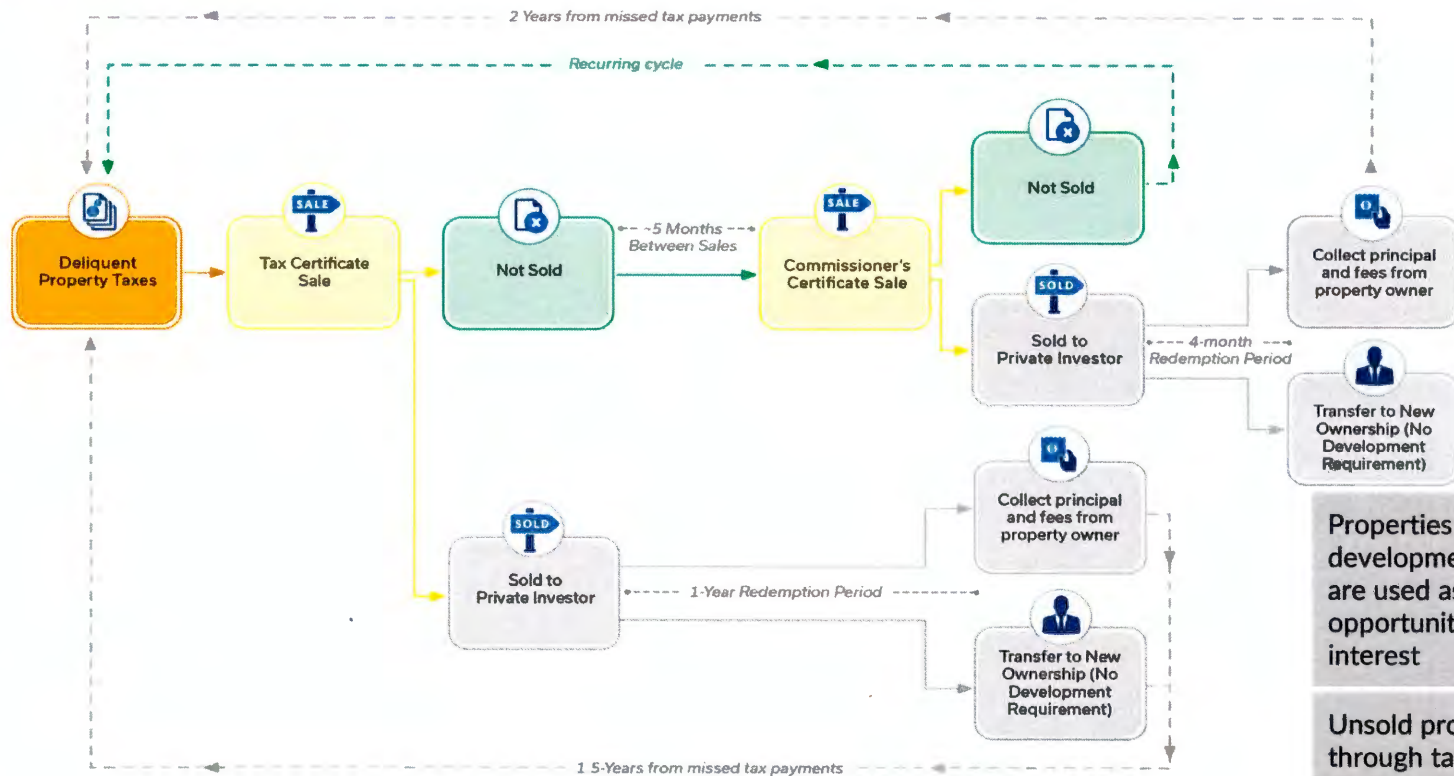 2 Years from missed tax payments
Recurring cycle
SALE
SALE
Deliquent
Property Taxes
Tax Certificate
Sale
Not Sold
~5 Months
Between Sales
Commissioner's
Certificate Sale
Not Sold
SOLD
Sold to
Private Investor
4-month
Redemption Period
Collect principal
and fees from
property owner
Transfer to New
Ownership (No
Development
Requirement)
SOLD
Sold to
Private Investor
1-Year Redemption Period
Collect principal
and fees from
property owner
Transfer to New
Ownership (No
Development
Requirement)
1 5-Years from missed tax payments
Properties
developme
are used as
opportunit
interest
Unsold pro
through ta